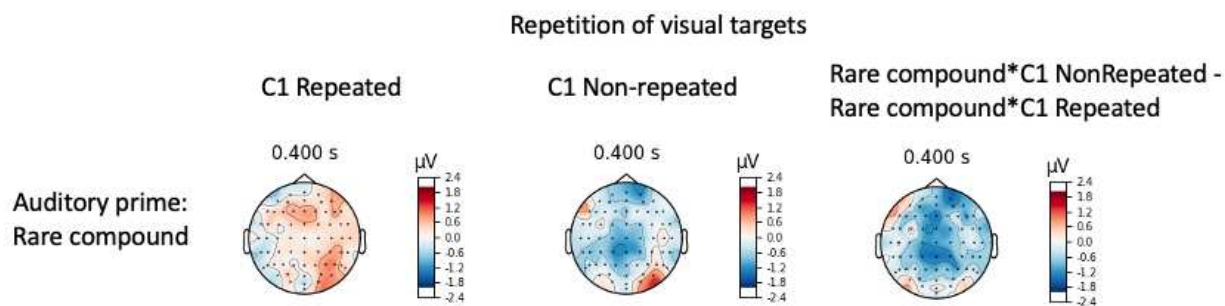 Repetition of visual targets
C1 Repeated
C1 Non-repeated
Rare compound*C1 NonRepeated -
Rare compound*C1 Repeated
Auditory prime:
Rare compound
0.400 s
µV
2.4
1.8
1.2
0.6
0.0
-0.6
-1.2
-1.8
-2.4
0.400 s
µV
2.4
1.8
1.2
0.6
0.0
-0.6
-1.2
-1.8
-2.4
0.400 s
µV
2.4
1.8
1.2
0.6
0.0
-0.6
-1.2
-1.8
-2.4